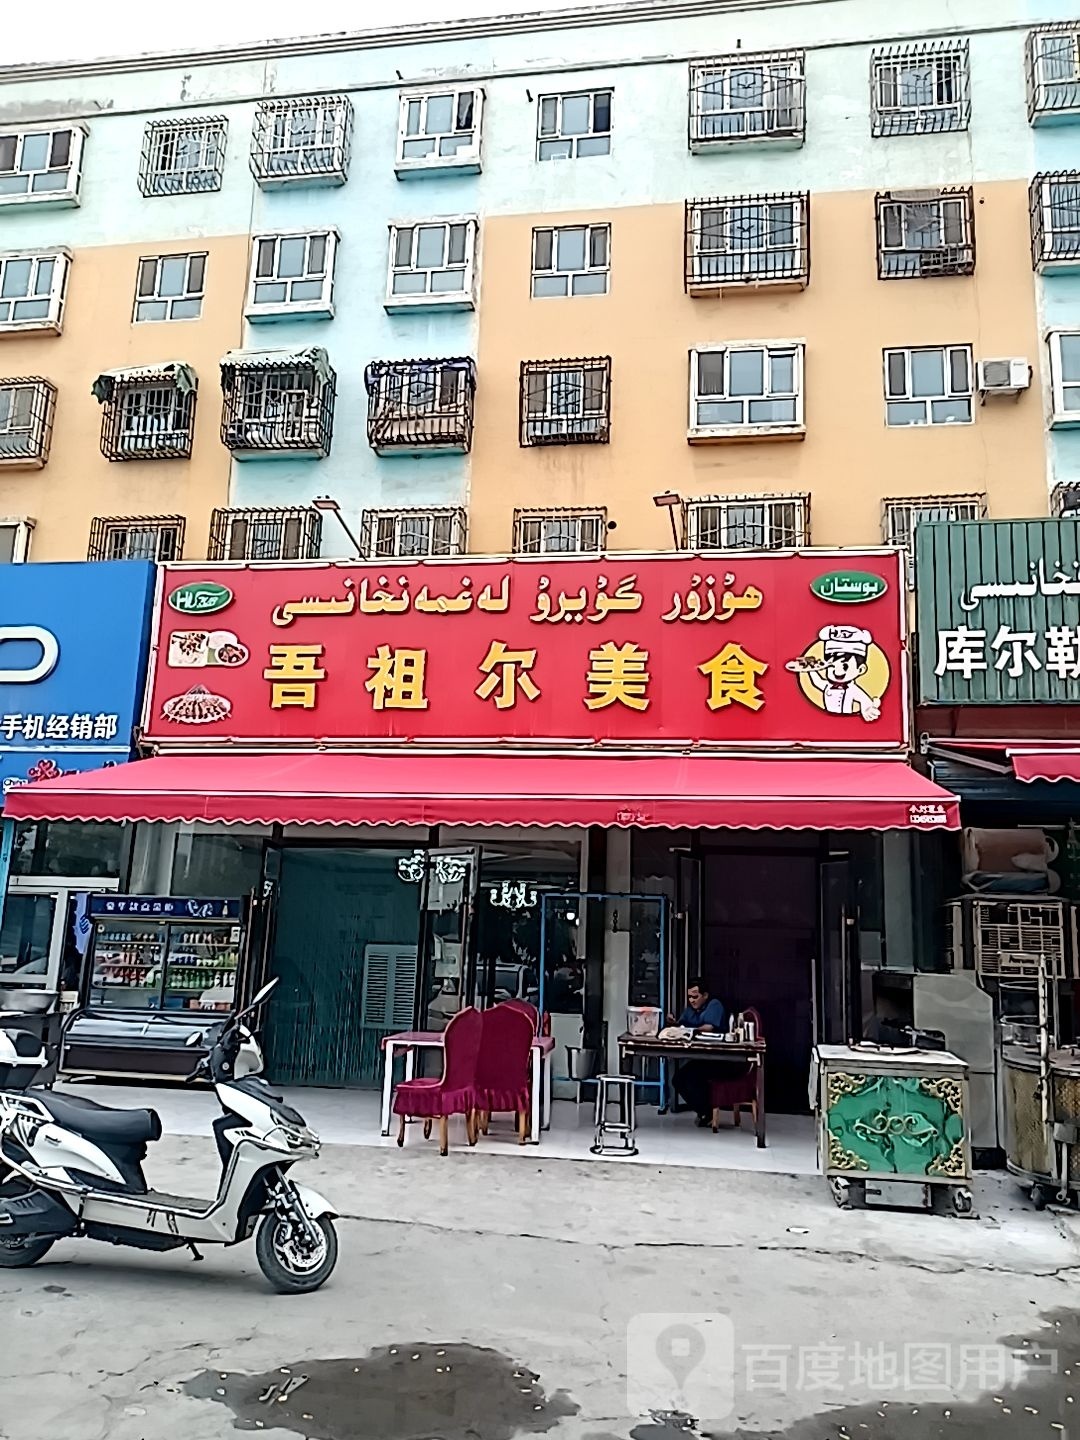 ھۇزۇر گۆيرۇ لەغمەنخانىسى
بوستان
HUZUR
吾祖尔美食
手机经销部
نخانىسى
库尔勒
百度地图用户